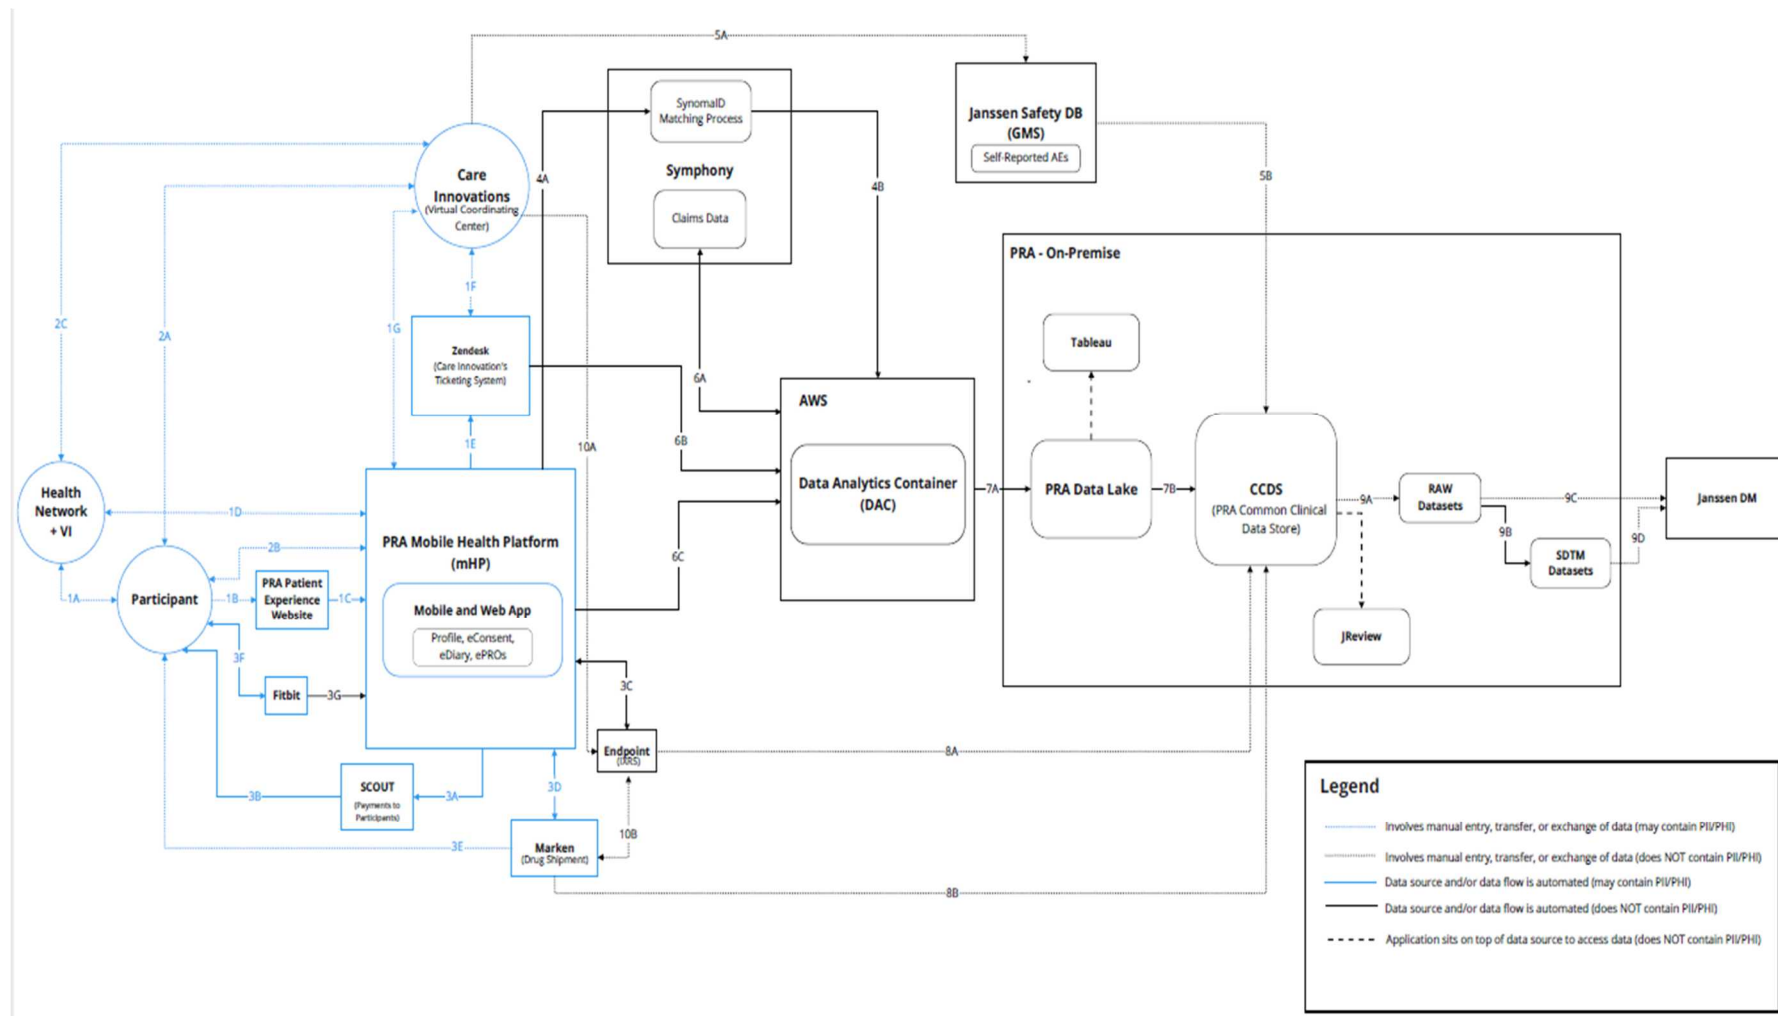 5A
SynomaID
Matching Process
Symphony
Claims Data
Janssen Safety DB
(GMS)
Self-Reported AEs
Care
Innovations
(Virtual Coordinating
Center)
4A
4B
5B
2C
2A
1G
1F
PRA - On-Premise
Zendesk
(Care Innovation's
Ticketing System)
Tableau
6A
AWS
1E
10A
6B
Data Analytics Container
(DAC)
7A
PRA Data Lake
7B
CCDS
(PRA Common Clinical
Data Store)
9A
RAW
Datasets
9C
9B
9D
SDTM
Datasets
Janssen DM
JReview
Health
Network
+ VI
1D
2B
1A
Participant
1B
PRA Patient
Experience
Website
1C
PRA Mobile Health Platform
(mHP)
Mobile and Web App
Profile, eConsent,
eDiary, ePROs
6C
3F
Fitbit
3G
3C
Endpoint
(IARS)
8A
SCOUT
(Payments to
Participants)
3B
3A
3D
10B
3E
Marken
(Drug Shipment)
8B
Legend
Involves manual entry, transfer, or exchange of data (may contain PII/PHI)
Involves manual entry, transfer, or exchange of data (does NOT contain PII/PHI)
Data source and/or data flow is automated (may contain PII/PHI)
Data source and/or data flow is automated (does NOT contain PII/PHI)
Application sits on top of data source to access data (does NOT contain PII/PHI)